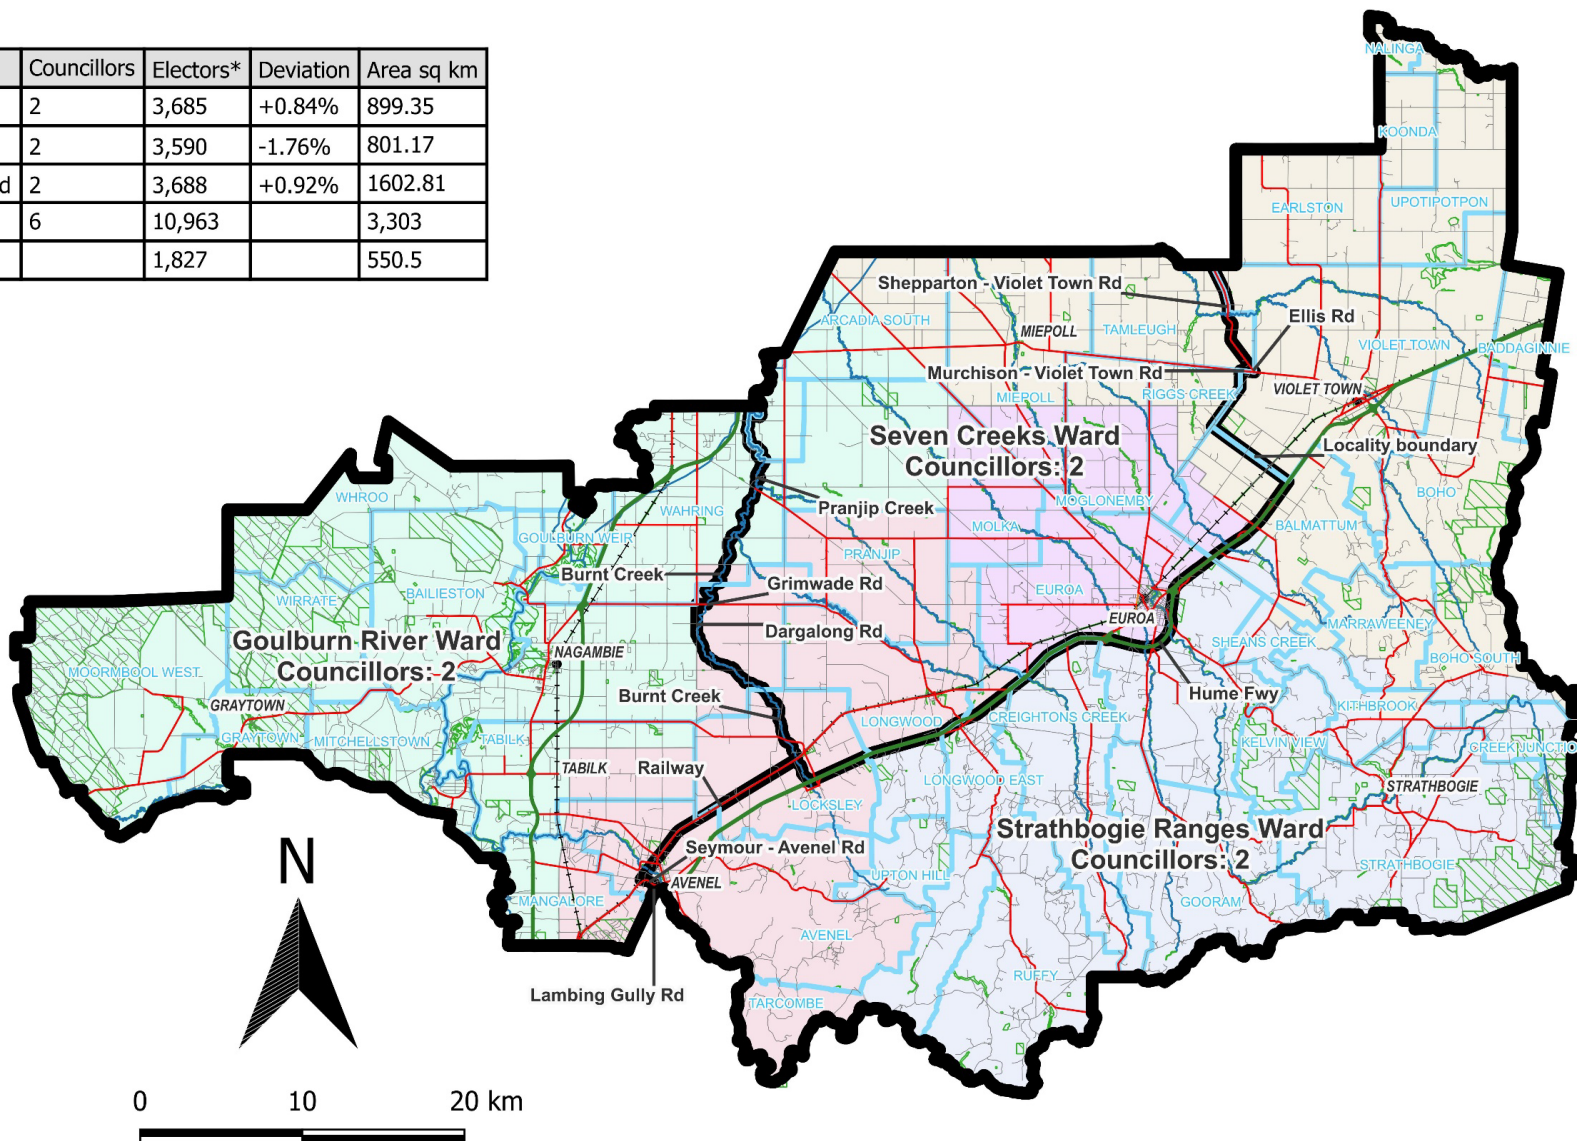 Councillors Electors* Deviation Area sq km
2 3,685 +0.84% 899.35
2 3,590 -1.76% 801.17
d 2 3,688 +0.92% 1602.81
6 10,963 3,303
1,827 550.5
NALINGA
KOONDA
EARLSTON
UPOTIPOTPON
Shepparton - Violet Town Rd
ARCADIA SOUTH
MIEPOLL
TAMLEUGH
Ellis Rd
VIOLET TOWN
BADDAGINNIE
Murchison - Violet Town Rd
MIEPOLL
RIGGS CREEK
VIOLET TOWN
Seven Creeks Ward
Councillors: 2
Locality boundary
WHROO
WAHRING
Pranjip Creek
MOGLONEMBY
BOHO
MOLKA
BALMATTUM
GOULBURN WEIR
PRANJIP
Burnt Creek
Grimwade Rd
EUROA
WIRRATE
BAILIESTON
EUROA
MARRAWEENEY
Dargalong Rd
Goulburn River Ward
Councillors: 2
NAGAMBIE
SHEANS CREEK
BOHO SOUTH
MOORMBOOL WEST
GRAYTOWN
Burnt Creek
Hume Fwy
KITHBROOK
GRAYTOWN
MITCHELLSTOWN
TABILK
LONGWOOD
CREIGHTONS CREEK
KELVIN VIEW
CREEK JUNCTIO
TABILK
Railway
LONGWOOD EAST
STRATHBOGIE
LOCKSLEY
Strathbogie Ranges Ward
Councillors: 2
Seymour - Avenel Rd
STRATHBOGIE
N
AVENEL
UPTON HILL
MANGALORE
GOORAM
AVENEL
RUFFY
Lambing Gully Rd
TARCOMBE
0 10 20 km